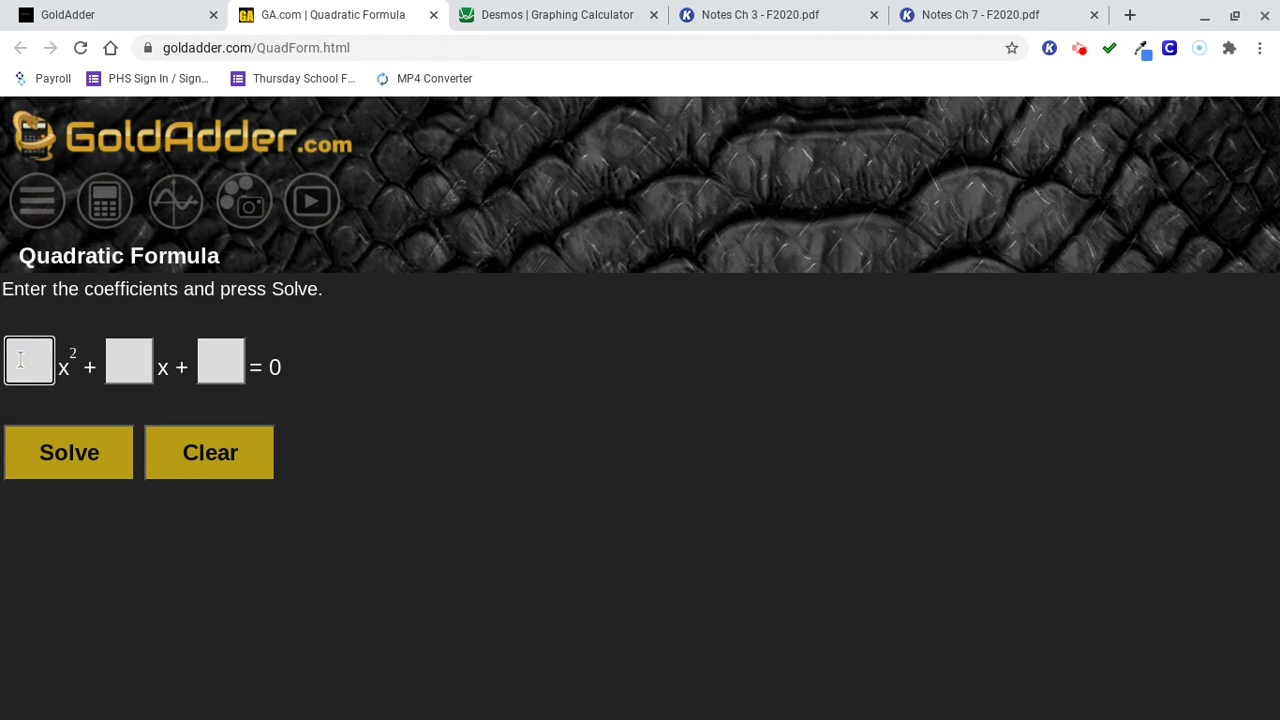 GoldAdder
GA.com | Quadratic Formula
Desmos | Graphing Calculator
Notes Ch 3 - F2020.pdf
Notes Ch 7 - F2020.pdf
goldadder.com/QuadForm.html
Payroll
PHS Sign In / Sign...
Thursday School F...
MP4 Converter
GoldAdder.com
Quadratic Formula
Enter the coefficients and press Solve.
x² + x + = 0
Solve Clear